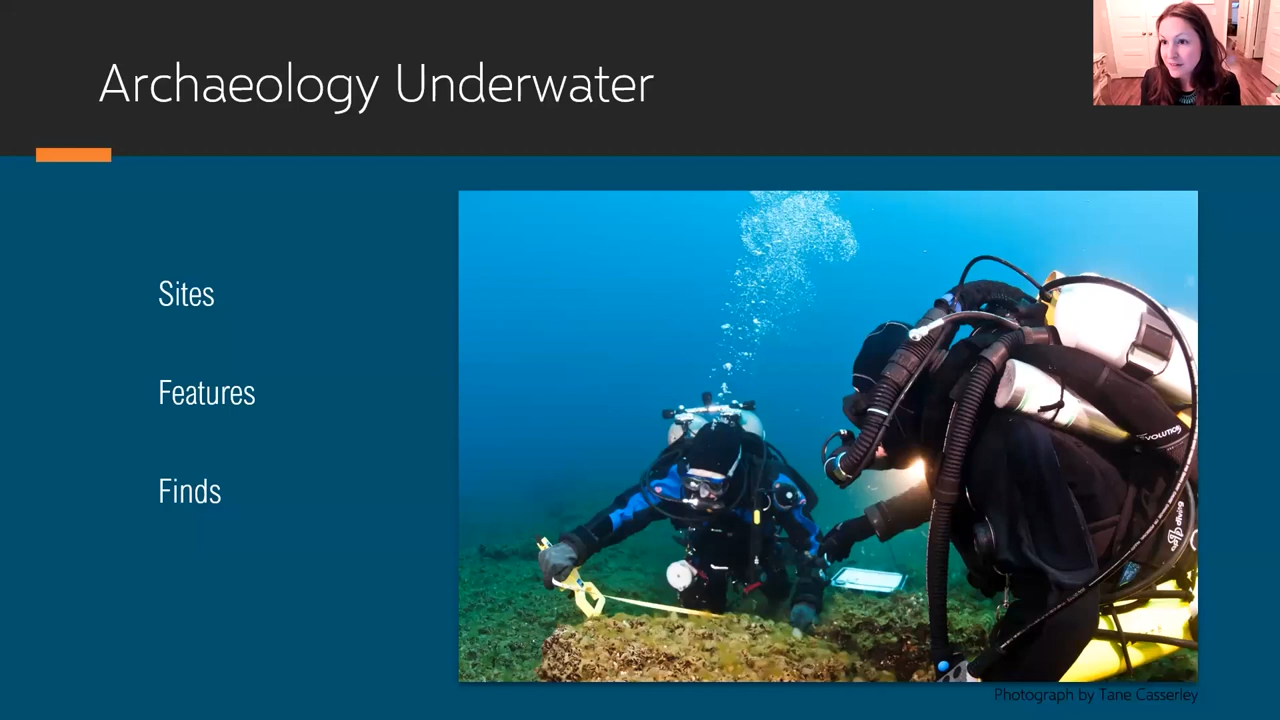 Archaeology Underwater
Sites
Features
Finds
Photograph by Tane Casserley